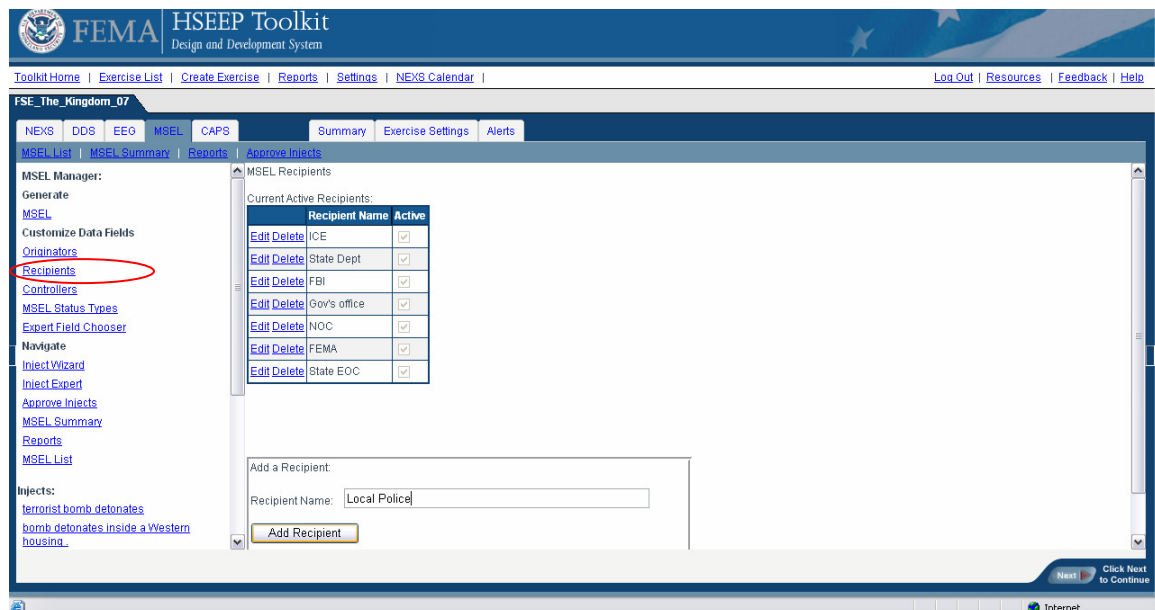 FEMA HSEEP Toolkit
Design and Development System
Toolkit Home | Exercise List | Create Exercise | Reports | Settings | NEXS Calendar |
Log Out | Resources | Feedback | Help
FSE_The_Kingdom_07
NEXS DDS EEG MSEL CAPS Summary Exercise Settings Alerts
MSEL List | MSEL Summary | Reports | Approve Injects
MSEL Manager:
Generate
MSEL
Customize Data Fields
Originators
Recipients
Controllers
MSEL Status Types
Expert Field Chooser
Navigate
Inject Wizard
Inject Expert
Approve Injects
MSEL Summary
Reports
MSEL List
Injects:
terrorist bomb detonates
bomb detonates inside a Western
housing .
MSEL Recipients
Current Active Recipients:
Recipient Name Active
Edit Delete ICE
Edit Delete State Dept
Edit Delete FBI
Edit Delete Gov's office
Edit Delete NOC
Edit Delete FEMA
Edit Delete State EOC
Add a Recipient:
Recipient Name: Local Police
Add Recipient
Next Click Next
to Continue
Internet